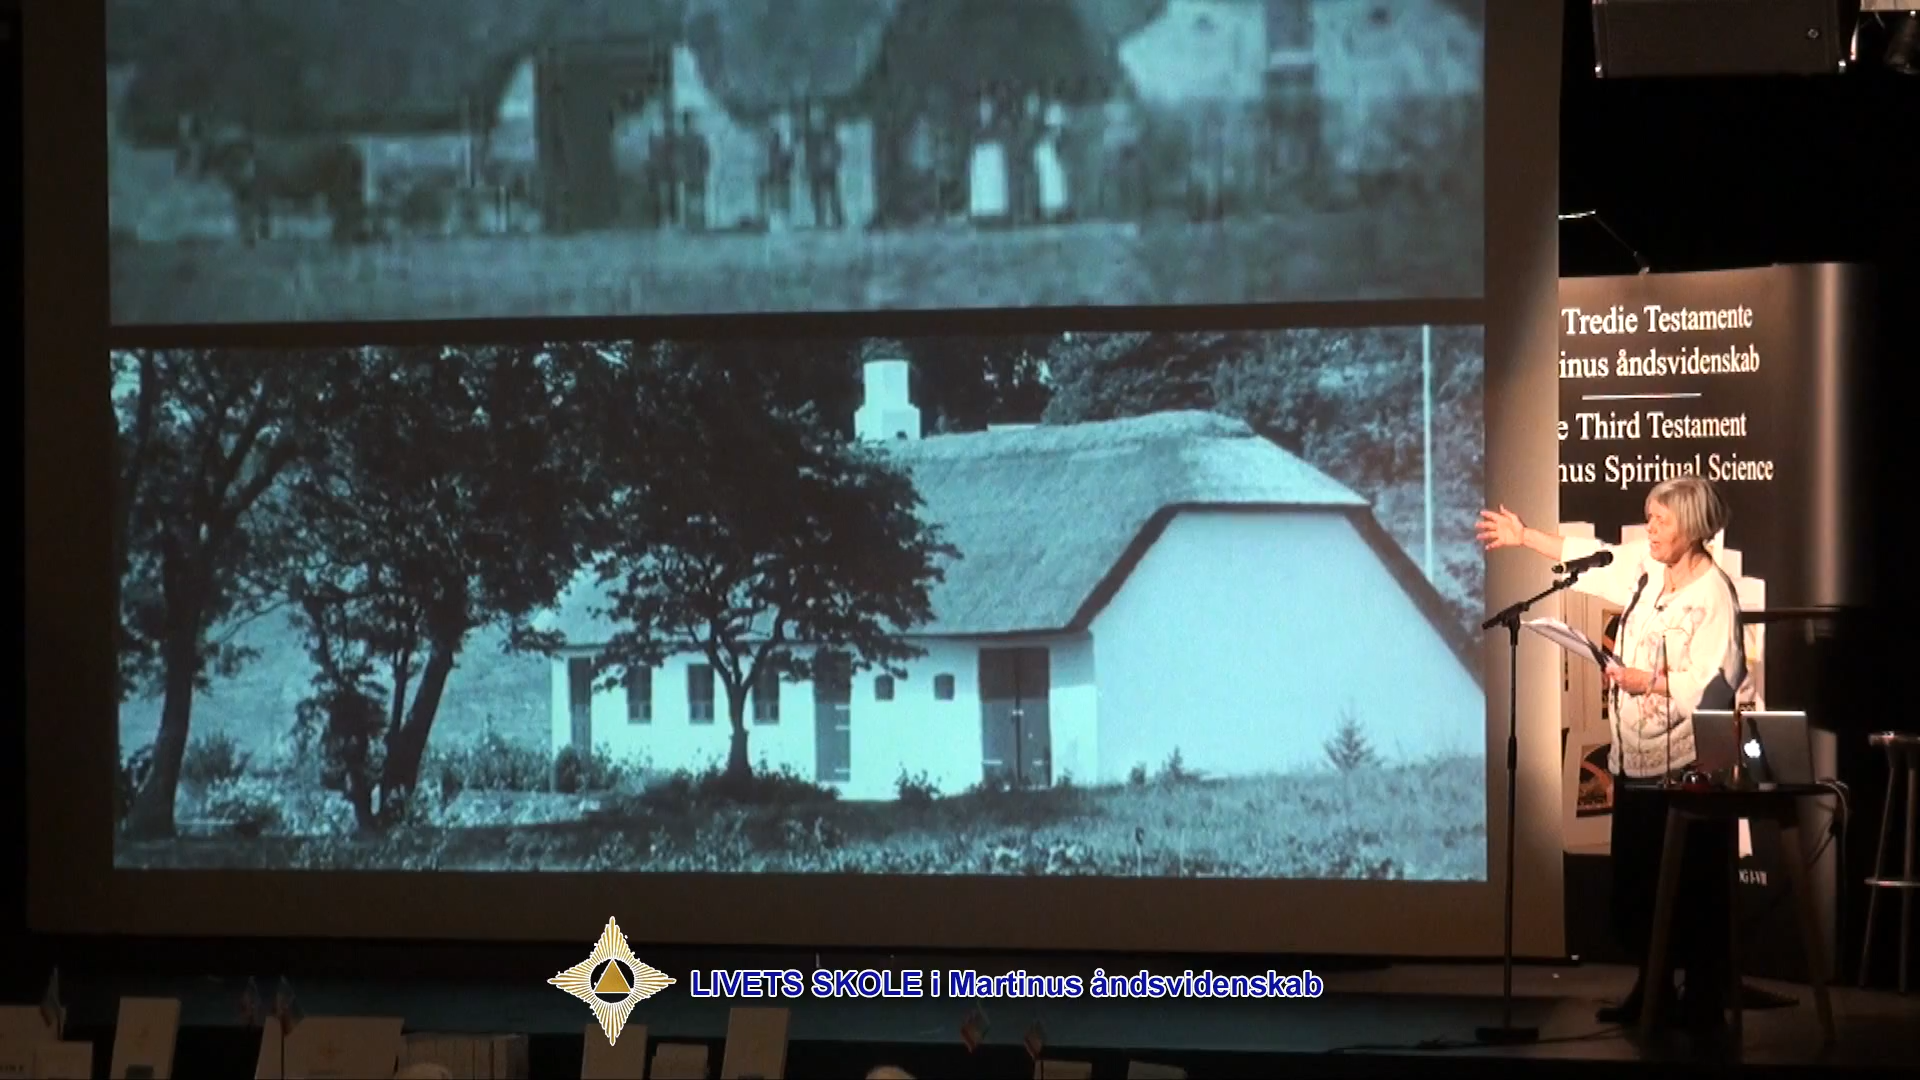 Tredie Testamente
inus åndsvidenskab
e Third Testament
nus Spiritual Science
LIVETS SKOLE i Martinus åndsvidenskab